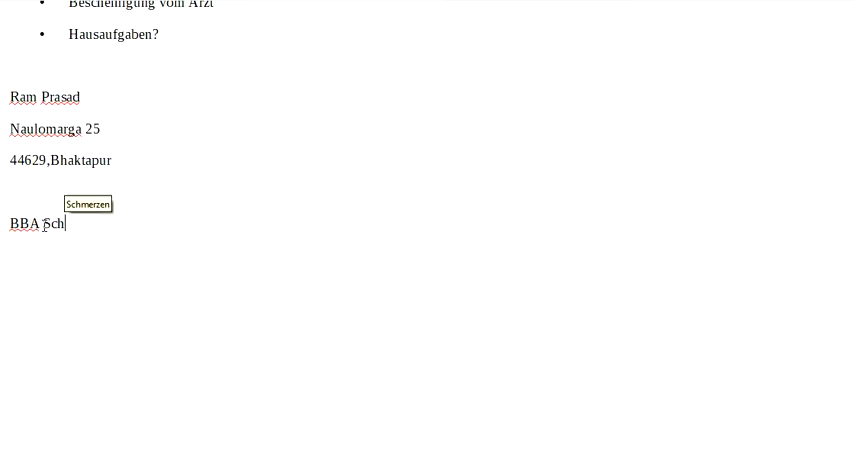 • Bescheinigung vom Arzt
• Hausaufgaben?
Ram Prasad
Naulomarga 25
44629,Bhaktapur
Schmerzen
BBA Sch